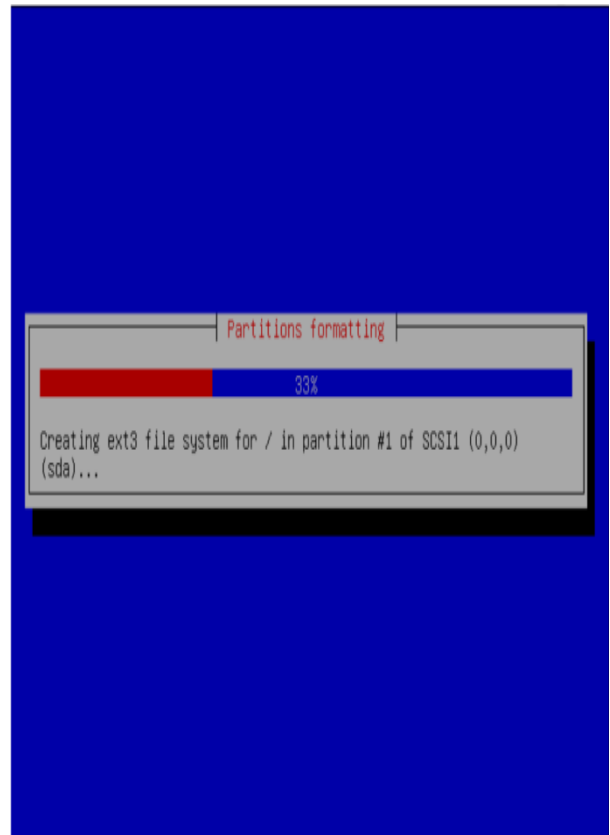 Partitions formatting
33%
Creating ext3 file system for / in partition #1 of SCSI1 (0,0,0)
(sda)...